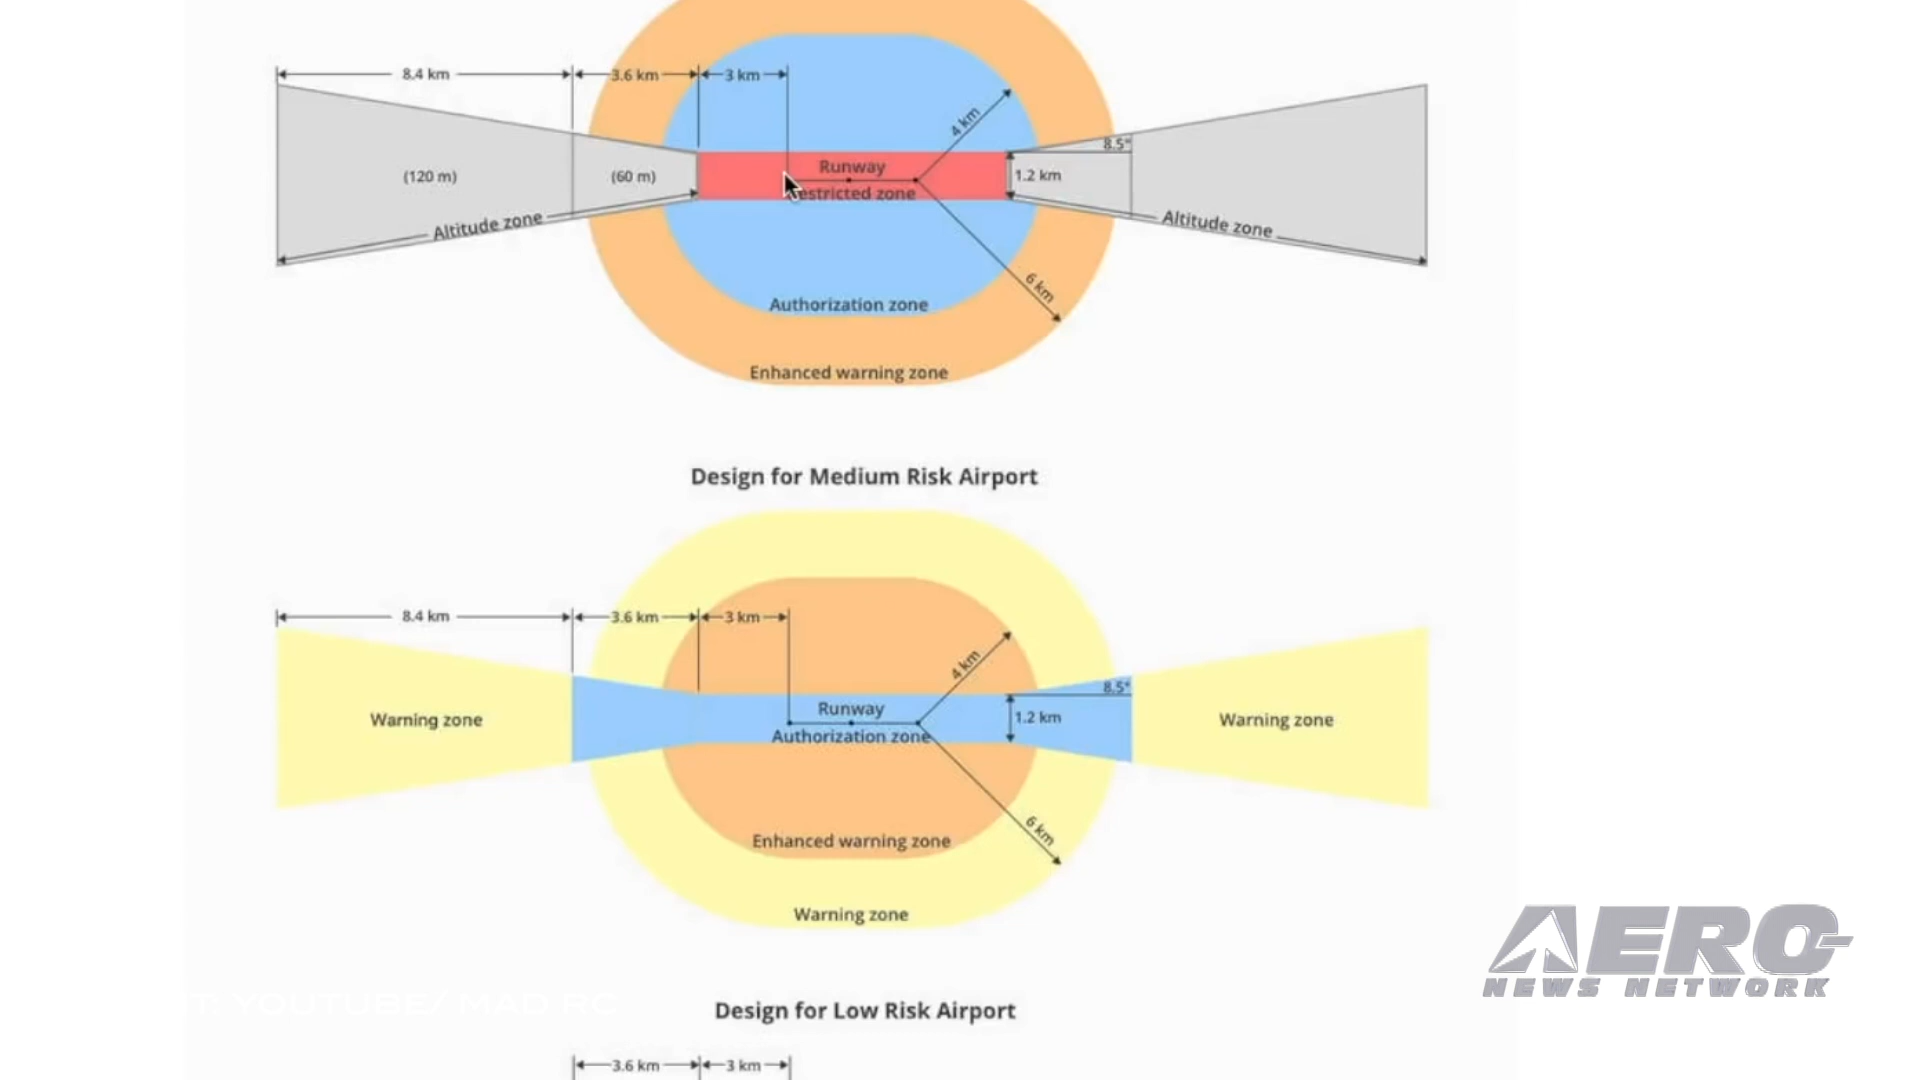 8.4 km 3.6 km 3 km
4 km
8.5°
Runway
(120 m) (60 m) 1.2 km
estricted zone
Altitude zone Altitude zone
6 km
Authorization zone
Enhanced warning zone
Design for Medium Risk Airport
8.4 km 3.6 km 3 km
4 km
8.5°
Runway
1.2 km
Warning zone Warning zone
Authorization zone
6 km
Enhanced warning zone
Warning zone
AERO-
NEWS NETWORK
T: YOUTUBE/ MAD RC
Design for Low Risk Airport
3.6 km 3 km